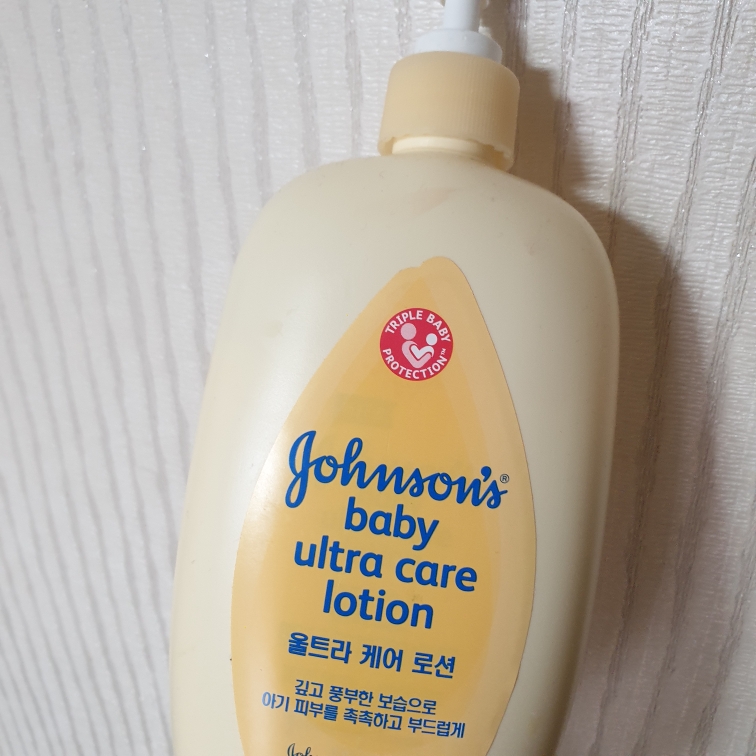 TRIPLE BABY
PROTECTION™
Johnson's®
baby
ultra care
lotion
울트라 케어 로션
깊고 풍부한 보습으로
아기 피부를 촉촉하고 부드럽게